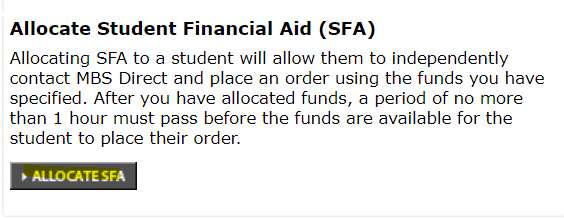 Allocate Student Financial Aid (SFA)
Allocating SFA to a student will allow them to independently
contact MBS Direct and place an order using the funds you have
specified. After you have allocated funds, a period of no more
than 1 hour must pass before the funds are available for the
student to place their order.
ALLOCATE SFA